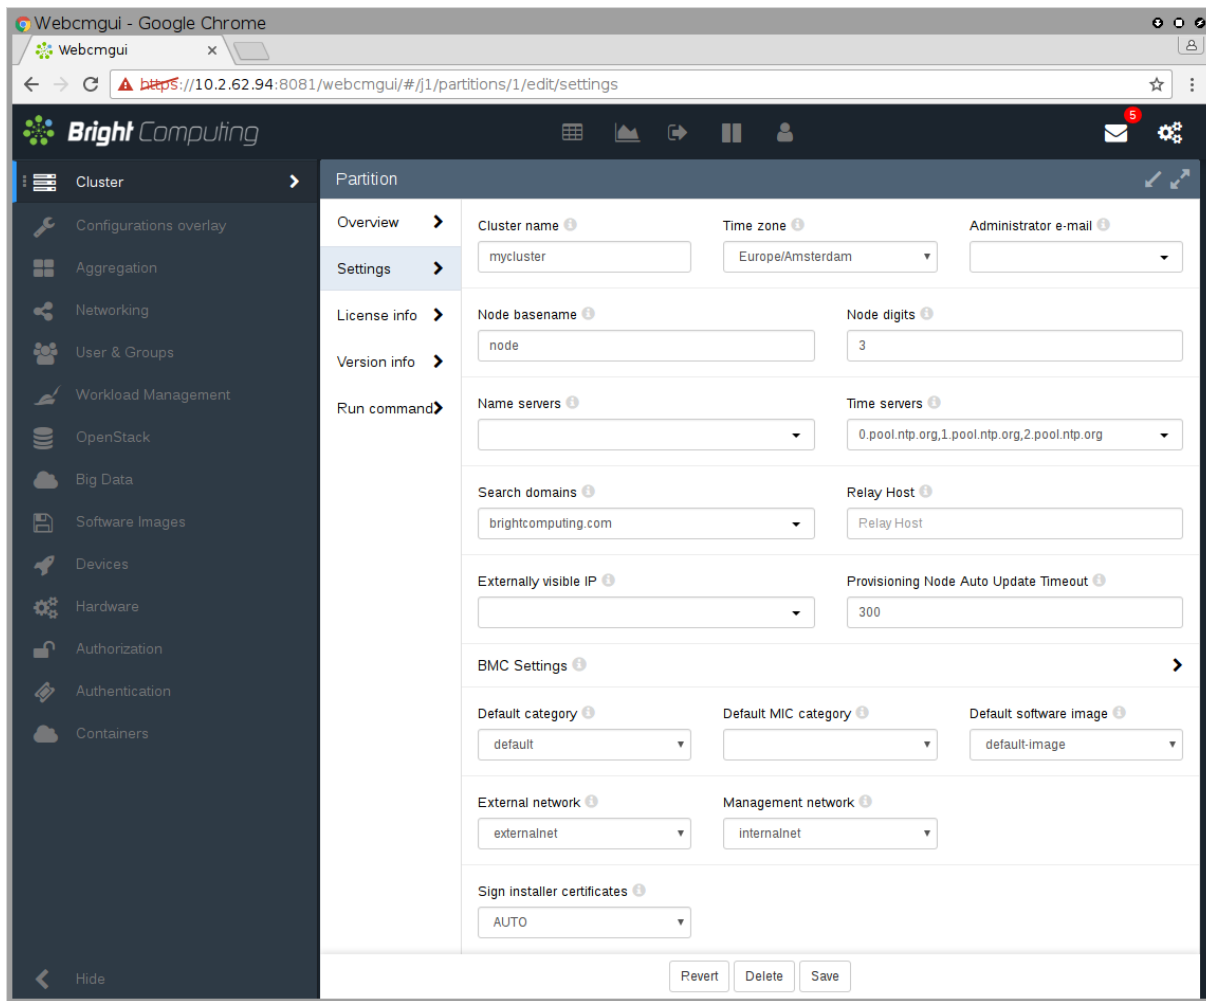 Webcmgui - Google Chrome
Webcmgui
https://10.2.62.94:8081/webcmgui/#/j1/partitions/1/edit/settings
Bright Computing
5
Cluster
Configurations overlay
Aggregation
Networking
User & Groups
Workload Management
OpenStack
Big Data
Software Images
Devices
Hardware
Authorization
Authentication
Containers
Hide
Partition
Overview
Settings
License info
Version info
Run command
Cluster name
Time zone
Administrator e-mail
mycluster
Europe/Amsterdam
Node basename
Node digits
node
3
Name servers
Time servers
0.pool.ntp.org,1.pool.ntp.org,2.pool.ntp.org
Search domains
Relay Host
brightcomputing.com
Relay Host
Externally visible IP
Provisioning Node Auto Update Timeout
300
BMC Settings
Default category
Default MIC category
Default software image
default
default-image
External network
Management network
externalnet
internalnet
Sign installer certificates
AUTO
Revert
Delete
Save